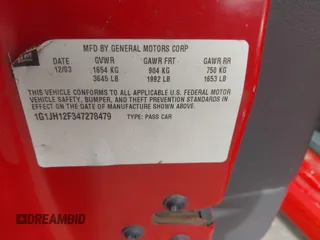 MFD BY GENERAL MOTORS CORP
DATE GVWR GAWR FRT GAWR RR
12/03 1654 KG 904 KG 750 KG
3645 LB 1992 LB 1653 LB
THIS VEHICLE CONFORMS TO ALL APPLICABLE U.S. FEDERAL MOTOR
VEHICLE SAFETY, BUMPER, AND THEFT PREVENTION STANDARDS IN
EFFECT ON THE DATE OF MANUFACTURE SHOWN ABOVE.
1G1JH12F347278479 TYPE: PASS CAR
DREAMBID